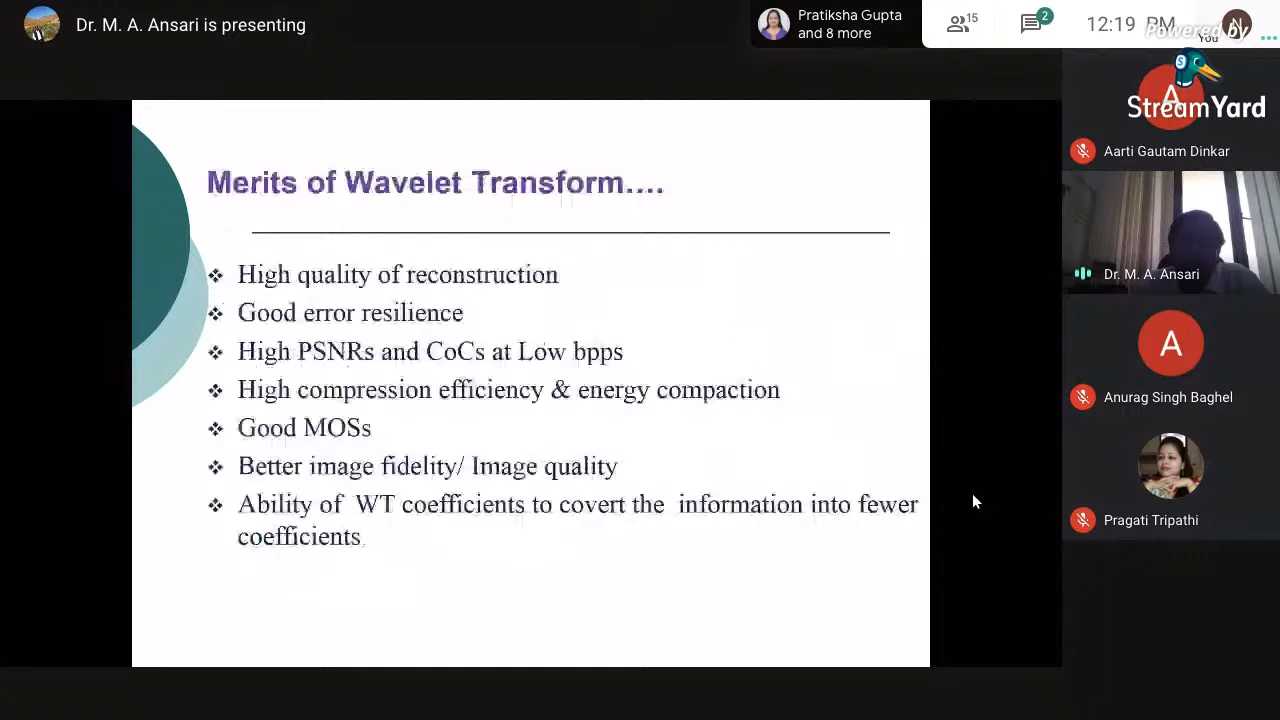 Dr. M. A. Ansari is presenting
Pratiksha Gupta
and 8 more
15
2
12:19 PM
Powered by
You
N
StreamYard
A
Aarti Gautam Dinkar
Dr. M. A. Ansari
A
Anurag Singh Baghel
Pragati Tripathi
Merits of Wavelet Transform....
High quality of reconstruction
Good error resilience
High PSNRs and CoCs at Low bpps
High compression efficiency & energy compaction
Good MOSs
Better image fidelity/ Image quality
Ability of WT coefficients to covert the information into fewer
coefficients.